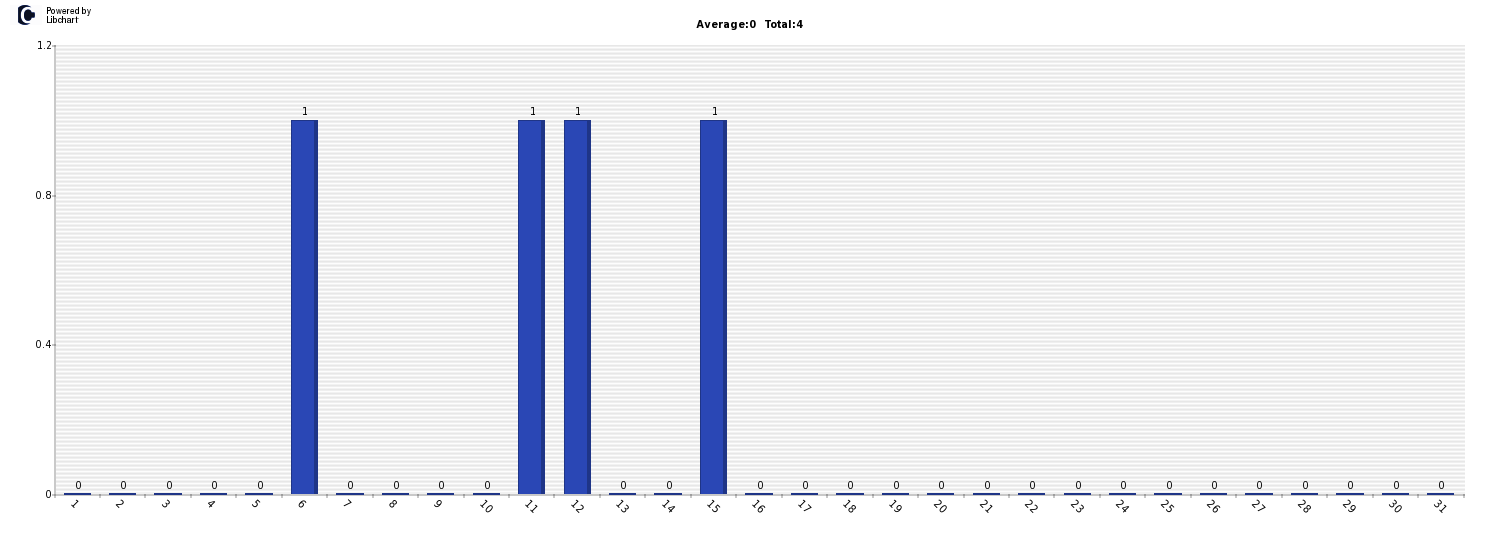 Powered by
Libchart
Average:0 Total:4
1.2
0.8
0.4
0
0 0 0 0 0 1 0 0 0 0 1 1 0 0 1 0 0 0 0 0 0 0 0 0 0 0 0 0 0 0 0
1 2 3 4 5 6 7 8 9 10 11 12 13 14 15 16 17 18 19 20 21 22 23 24 25 26 27 28 29 30 31